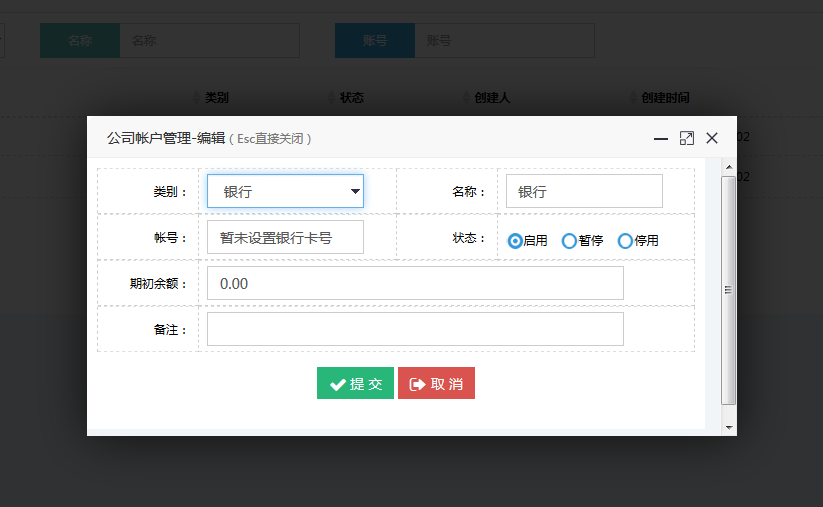 名称 名称 账号 账号
类别 状态 创建人 创建时间
公司帐户管理-编辑 ( Esc直接关闭 )
02
02
类别： 银行 名称： 银行
帐号： 暂未设置银行卡号 状态： 启用 暂停 停用
期初余额： 0.00
备注：
提 交 取 消